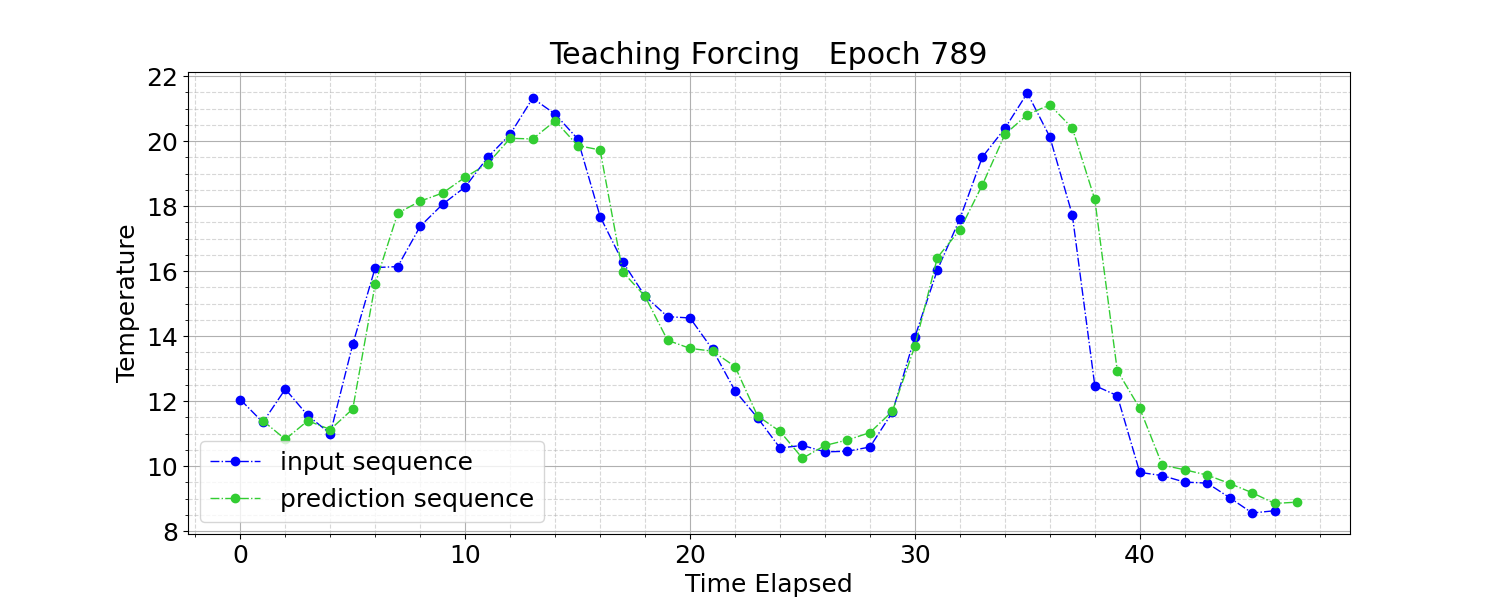 Teaching Forcing   Epoch 789
22
20
18
16
14
12
10
8
Temperature
input sequence
prediction sequence
0 10 20 30 40
Time Elapsed